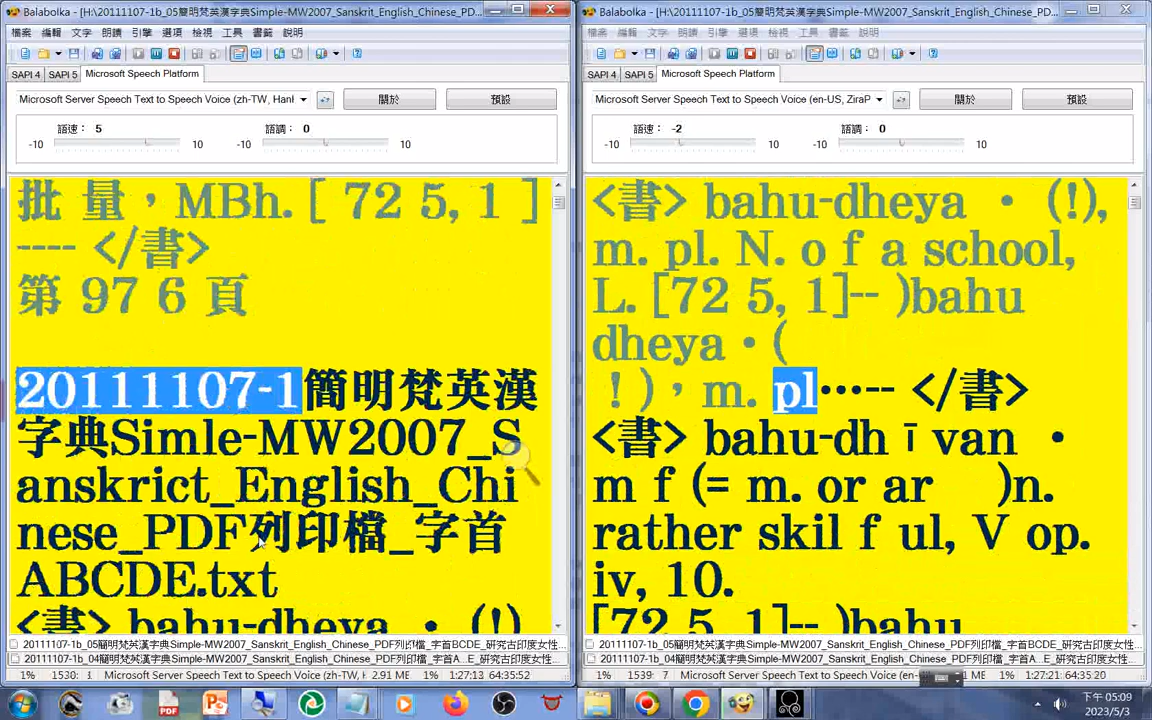 Balabolka - [H:\20111107-1b_05簡明梵英漢字典Simple-MW2007_Sanskrit_English_Chinese_PD...
檔案 編輯 文字 朗讀 引擎 選項 檢視 工具 書籤 說明
SAPI 4 SAPI 5 Microsoft Speech Platform
Microsoft Server Speech Text to Speech Voice (zh-TW, Hanl 關於 預設
語速： 5 語調： 0
-10 10 -10 10
批 量，MBh. [ 72 5, 1 ]
---- </書>
第 97 6 頁
20111107-1簡明梵英漢
字典Simle-MW2007_S
anskrict_English_Chi
nese_PDF列印檔_字首
ABCDE.txt
<書> bahu-dheya • (!)
20111107-1b_05簡明梵英漢字典Simple-MW2007_Sanskrit_English_Chinese_PDF列印檔_字首BCDE_研究古印度女性...
20111107-1b_04簡明梵英漢字典Simple-MW2007_Sanskrit_English_Chinese_PDF列印檔_字首A...E_研究古印度女性...
1% 1530: Microsoft Server Speech Text to Speech Voice (zh-TW, H 2.91 MB 1% 1:27:13 64:35:52
Balabolka - [H:\20111107-1b_05簡明梵英漢字典Simple-MW2007_Sanskrit_English_Chinese_PD...
檔案 編輯 文字 朗讀 引擎 選項 檢視 工具 書籤 說明
SAPI 4 SAPI 5 Microsoft Speech Platform
Microsoft Server Speech Text to Speech Voice (en-US, ZiraP 關於 預設
語速： -2 語調： 0
-10 10 -10 10
<書> bahu-dheya • (!),
m. pl. N. o f a school,
L. [72 5, 1]-- )bahu
dheya • (
! )，m. pl…-- </書>
<書> bahu-dh ī van •
m f (= m. or ar )n.
rather skil f ul, V op.
iv, 10.
[72 5, 1]-- )bahu
20111107-1b_05簡明梵英漢字典Simple-MW2007_Sanskrit_English_Chinese_PDF列印檔_字首BCDE_研究古印度女性...
20111107-1b_04簡明梵英漢字典Simple-MW2007_Sanskrit_English_Chinese_PDF列印檔_字首A...E_研究古印度女性...
1% 1539: Microsoft Server Speech Text to Speech Voice (en MB 1% 1:27:21 64:35:20
下午 05:09
2023/5/3